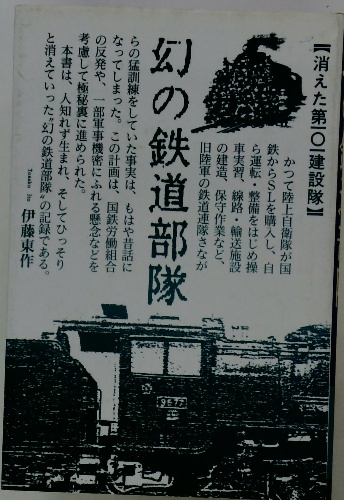 【消えた第一〇一建設隊】
かつて陸上自衛隊が国
鉄からSLを購入し、自
ら運転・整備をはじめ操
車実習、線路・輸送施設
の建造、保守作業など、
旧陸軍の鉄道連隊さなが
幻の鉄道部隊
らの猛訓練をしていた事実は、もはや昔話に
なってしまった。この計画は、国鉄労働組合
の反発や、一部軍事機密にふれる懸念などを
考慮して極秘裏に進められた。
本書は、人知れず生まれ、そしてひっそり
と消えていった“幻の鉄道部隊”の記録である。
伊藤東作
Tosaku Ito